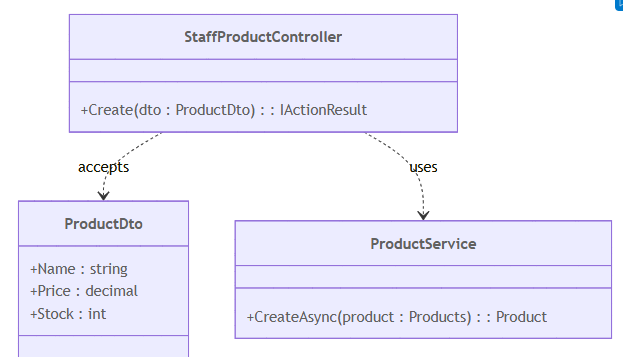 StaffProductController
+Create(dto : ProductDto) : : IActionResult
accepts
uses
ProductDto
+Name : string
+Price : decimal
+Stock : int
ProductService
+CreateAsync(product : Products) : : Product